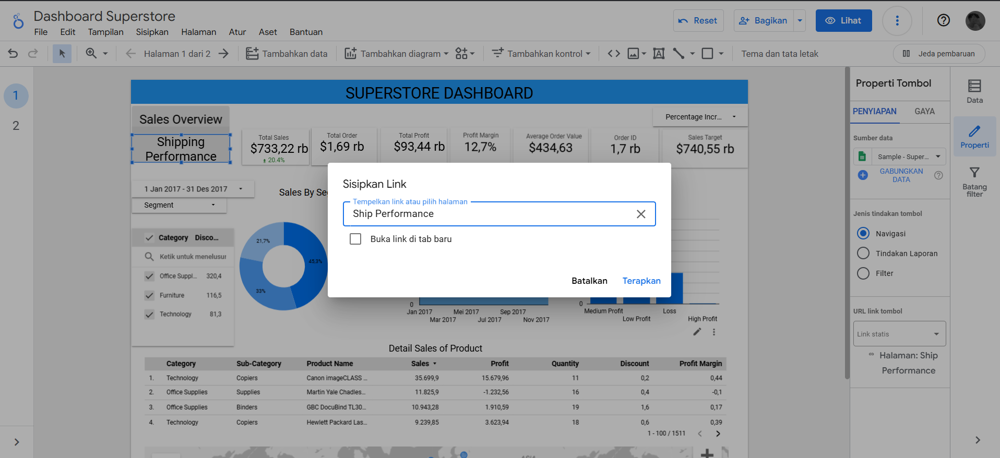 Dashboard Superstore
File Edit Tampilan Sisipkan Halaman Atur Aset Bantuan
Reset
Bagikan
Lihat
Halaman 1 dari 2
Tambahkan data
Tambahkan diagram
Tambahkan kontrol
Tema dan tata letak
Jeda pembaruan
1
2
SUPERSTORE DASHBOARD
Sales Overview
Shipping
Performance
Percentage Incr...
Total Sales
$733,22 rb
20.4%
Total Order
$1,69 rb
Total Profit
$93,44 rb
Profit Margin
12,7%
Average Order Value
$434,63
Order ID
1,7 rb
Sales Target
$740,55 rb
1 Jan 2017 - 31 Des 2017
Segment
Sales By Se
Category Disco...
Ketik untuk menelusur
Office Suppl... 320,4
Furniture 116,5
Technology 81,3
21,7%
45,3%
33%
Sisipkan Link
Tempelkan link atau pilih halaman
Ship Performance
Buka link di tab baru
Batalkan Terapkan
0
Jan 2017 Mei 2017 Sep 2017
Mar 2017 Jul 2017 Nov 2017
0
Medium Profit Loss
Low Profit High Profit
Detail Sales of Product
Category Sub-Category Product Name Sales Profit Quantity Discount Profit Margin
1. Technology Copiers Canon imageCLASS ... 35.699,9 15.679,96 11 0,2 0,44
2. Office Supplies Supplies Martin Yale Chadles... 11.825,9 -1.232,56 16 0,4 -0,1
3. Office Supplies Binders GBC DocuBind TL30... 10.943,28 1.910,59 19 1,6 0,17
4. Technology Copiers Hewlett Packard Las... 9.239,85 3.623,94 18 0,6 0,39
1 - 100 / 1511
Properti Tombol
PENYIAPAN GAYA
Sumber data
Sample - Super...
GABUNGKAN
DATA
Jenis tindakan tombol
Navigasi
Tindakan Laporan
Filter
URL link tombol
Link statis
Halaman: Ship
Performance
Data
Properti
Batang
filter